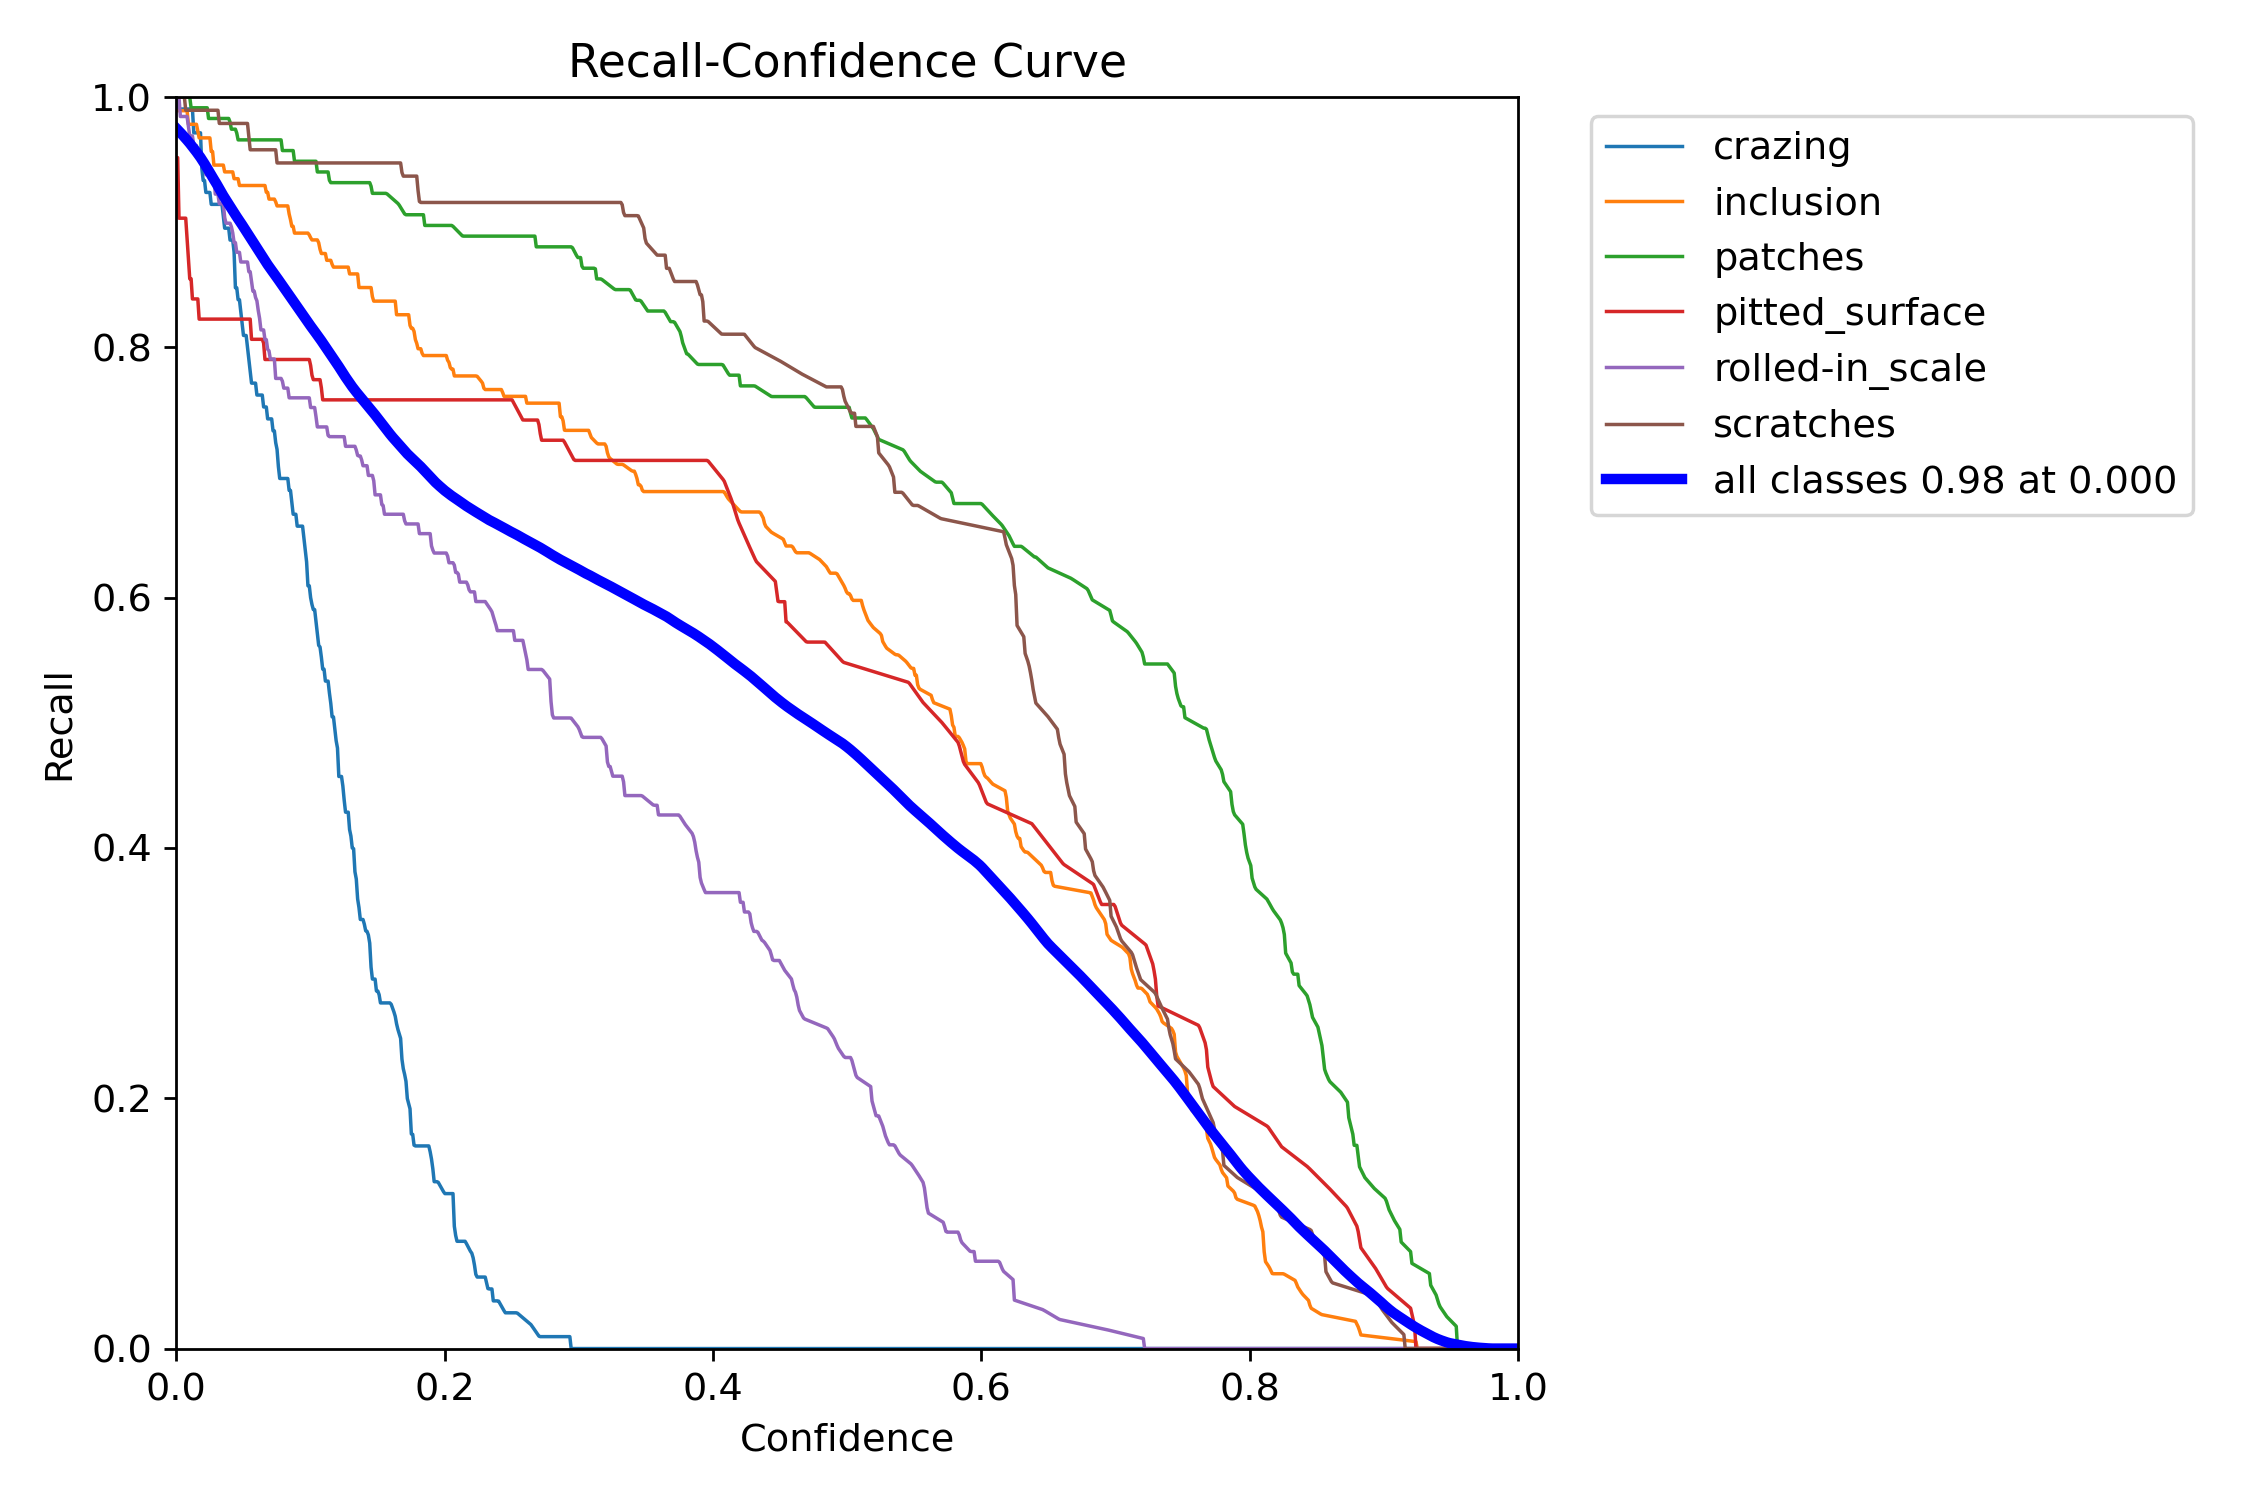 Recall-Confidence Curve
1.0
0.8
0.6
0.4
0.2
0.0
Recall
0.0 0.2 0.4 0.6 0.8 1.0
Confidence
crazing
inclusion
patches
pitted_surface
rolled-in_scale
scratches
all classes 0.98 at 0.000